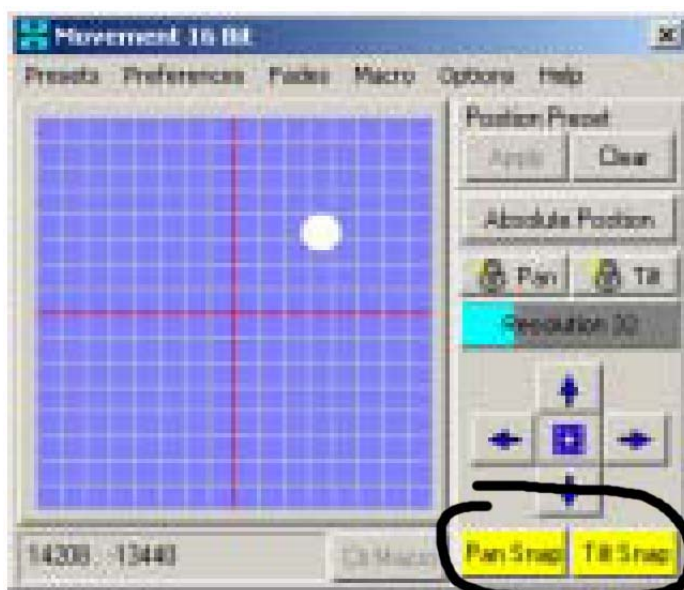 Movement 16 Bit
Presets Preferences Fades Macro Options Help
Position Preset
Apply Clear
Absolute Position
Pan Tilt
Resolution 32
14208 -13440
Pan Snap Tilt Snap